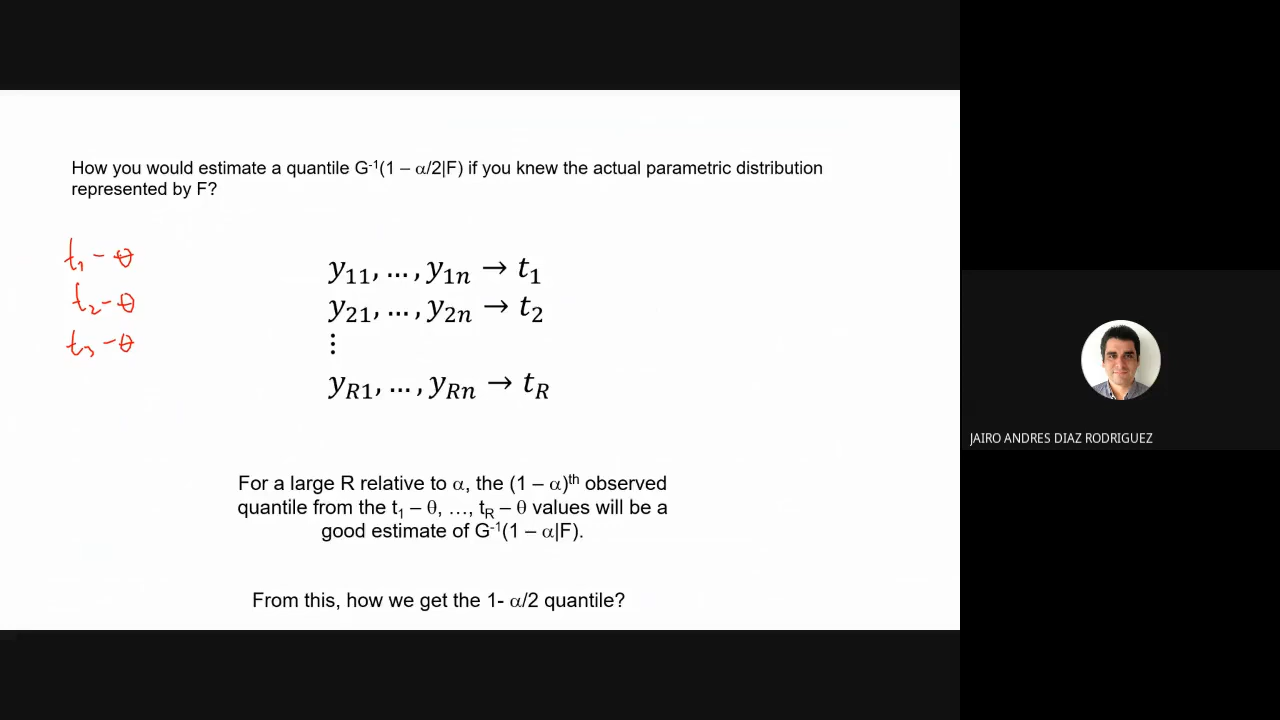 How you would estimate a quantile G⁻¹(1 – α/2|F) if you knew the actual parametric distribution
represented by F?
t₁ – θ
t₂ – θ
t₃ – θ
y₁₁, …, y₁ₙ → t₁
y₂₁, …, y₂ₙ → t₂
⋮
y_R1, …, y_Rn → t_R
For a large R relative to α, the (1 – α)ᵗʰ observed
quantile from the t₁ – θ, …, t_R – θ values will be a
good estimate of G⁻¹(1 – α|F).
From this, how we get the 1- α/2 quantile?
JAIRO ANDRES DIAZ RODRIGUEZ